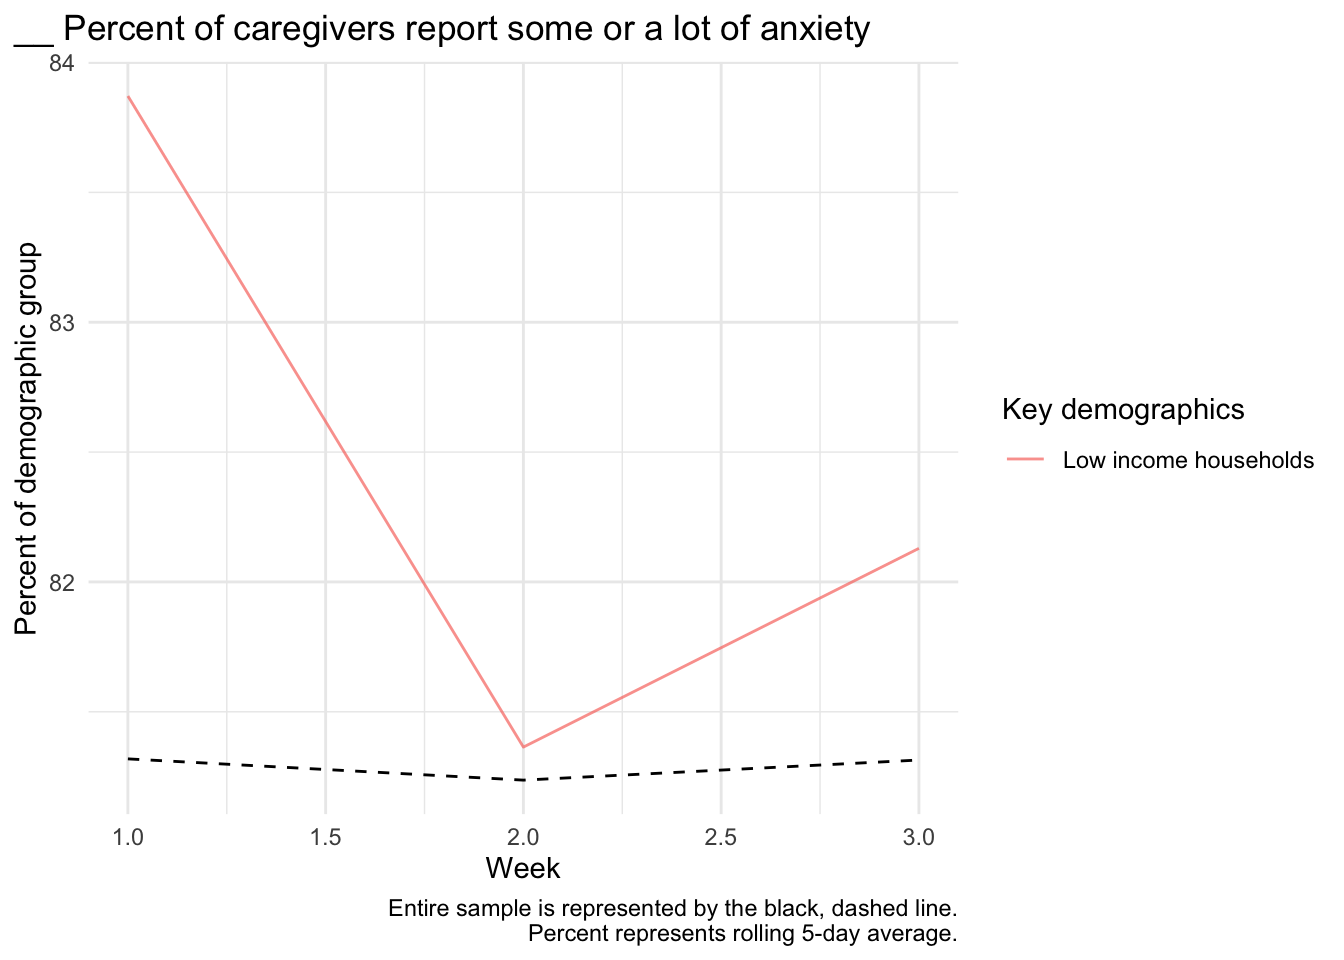 __ Percent of caregivers report some or a lot of anxiety
84
83
82
Percent of demographic group
1.0 1.5 2.0 2.5 3.0
Week
Key demographics
Low income households
Entire sample is represented by the black, dashed line.
Percent represents rolling 5-day average.